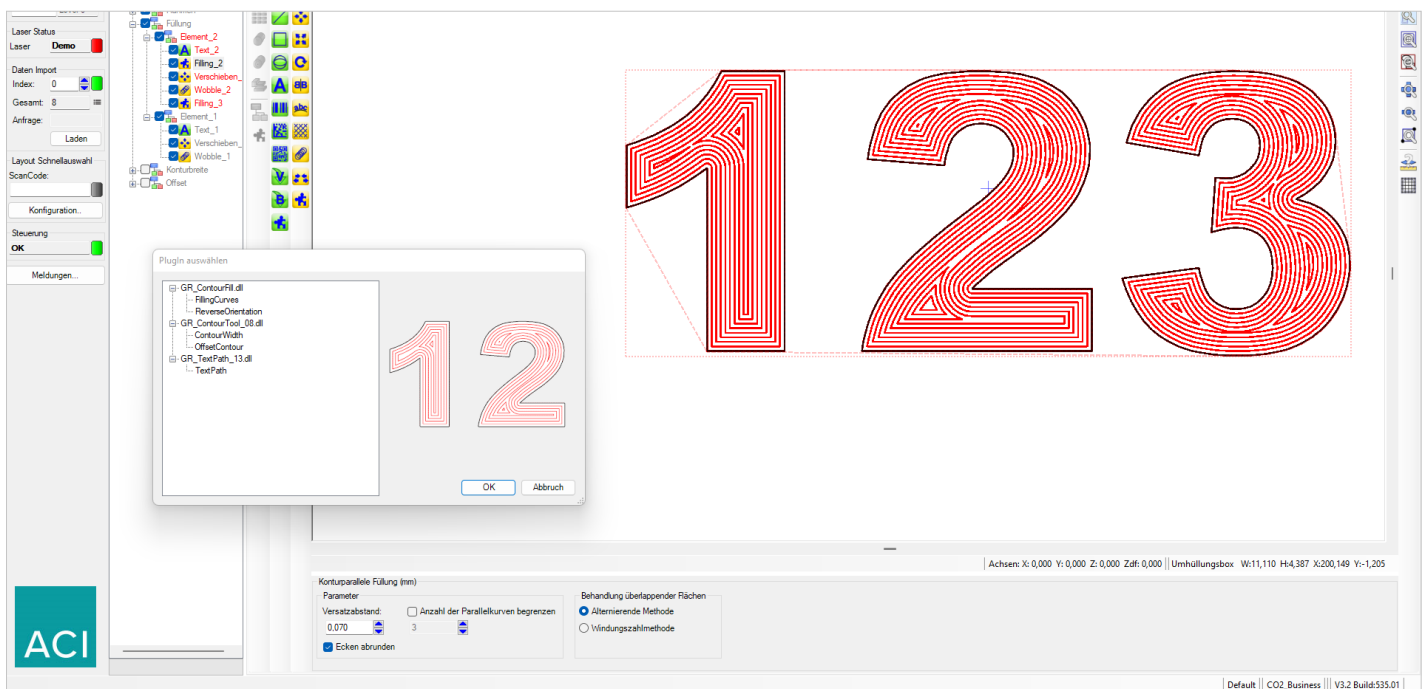 Laser Status
Laser Demo
Daten Import
Index: 0
Gesamt: 8
Anfrage:
Laden
Layout Schnellauswahl
ScanCode:
Konfiguration..
Steuerung
OK
Meldungen...
ACI
Füllung
Element_2
Text_2
Filling_2
Verschieben_
Wobble_2
Filling_3
Element_1
Text_1
Verschieben_
Wobble_1
Konturbreite
Offset
123
PlugIn auswählen
GR_ContourFill.dll
FillingCurves
ReverseOrientation
GR_ContourTool_08.dll
ContourWidth
OffsetContour
GR_TextPath_13.dll
TextPath
12
OK Abbruch
Achsen: X: 0,000 Y: 0,000 Z: 0,000 Zdf: 0,000 Umhüllungsbox W:11,110 H:4,387 X:200,149 Y:-1,205
Konturparallele Füllung (mm)
Parameter
Versatzabstand: Anzahl der Parallelkurven begrenzen
0.070 3
Ecken abrunden
Behandlung überlappender Flächen
Alternierende Methode
Windungszahlmethode
Default CO2_Business V3.2 Build:535.01